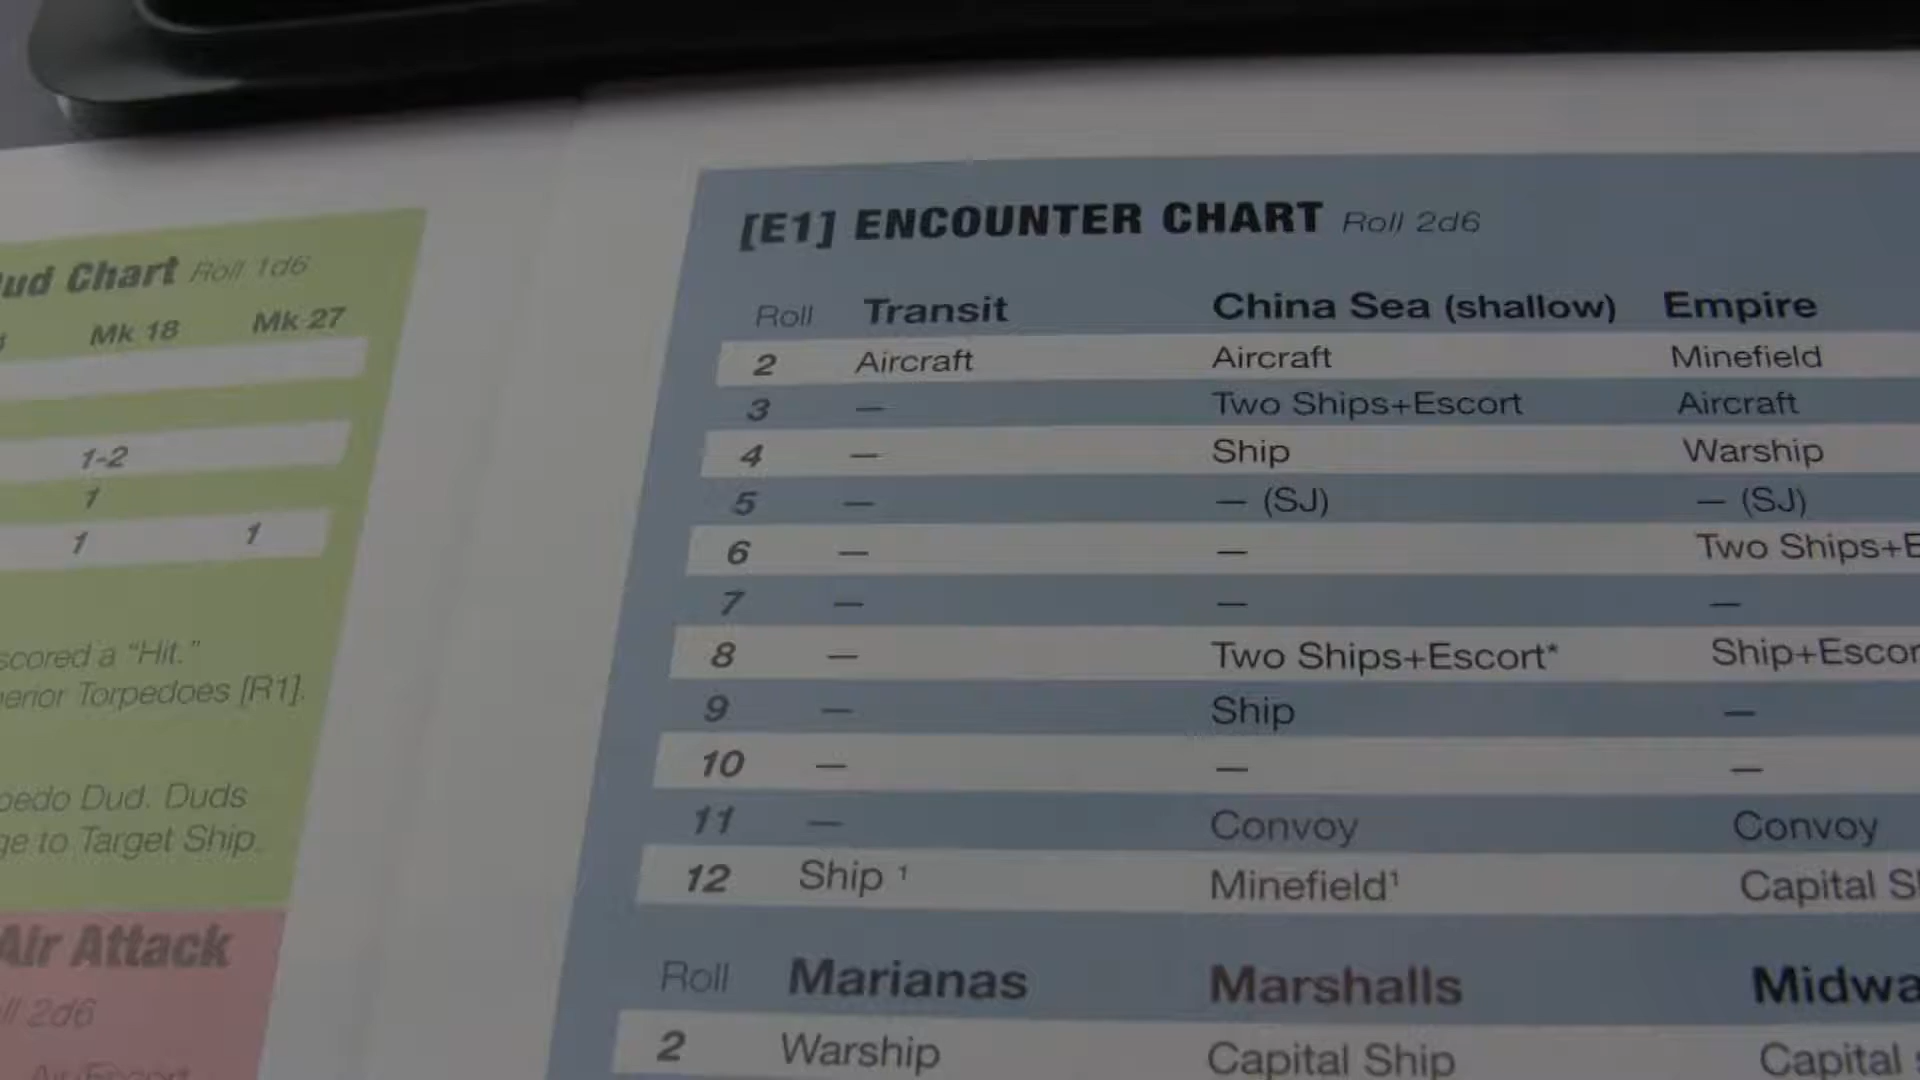 [E1] ENCOUNTER CHART Roll 2d6
Roll Transit China Sea (shallow) Empire
2 Aircraft Aircraft Minefield
3 — Two Ships+Escort Aircraft
4 — Ship Warship
5 — — (SJ) — (SJ)
6 — — Two Ships+E
7 — — —
8 — Two Ships+Escort* Ship+Escor
9 — Ship —
10 — — —
11 — Convoy Convoy
12 Ship ¹ Minefield¹ Capital S
Roll Marianas Marshalls Midwa
2 Warship Capital Ship Capital
ud Chart Roll 1d6
Mk 18 Mk 27
1-2
1
1 1
scored a “Hit.”
erior Torpedoes [R1].
pedo Dud. Duds
ge to Target Ship.
Air Attack
ll 2d6